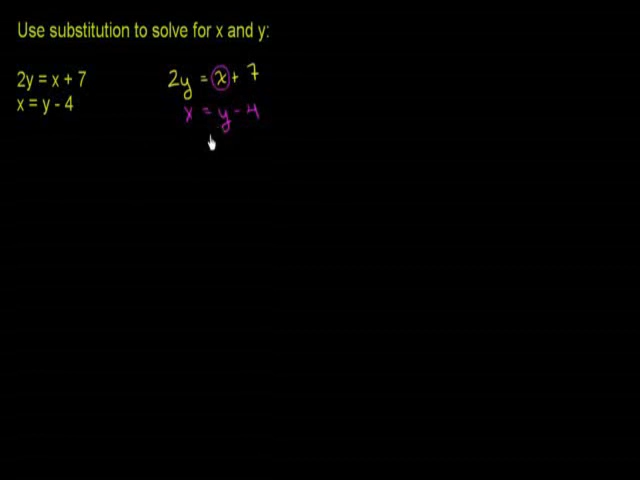 Use substitution to solve for x and y:
2y = x + 7
x = y - 4
2y = x + 7
x = y - 4